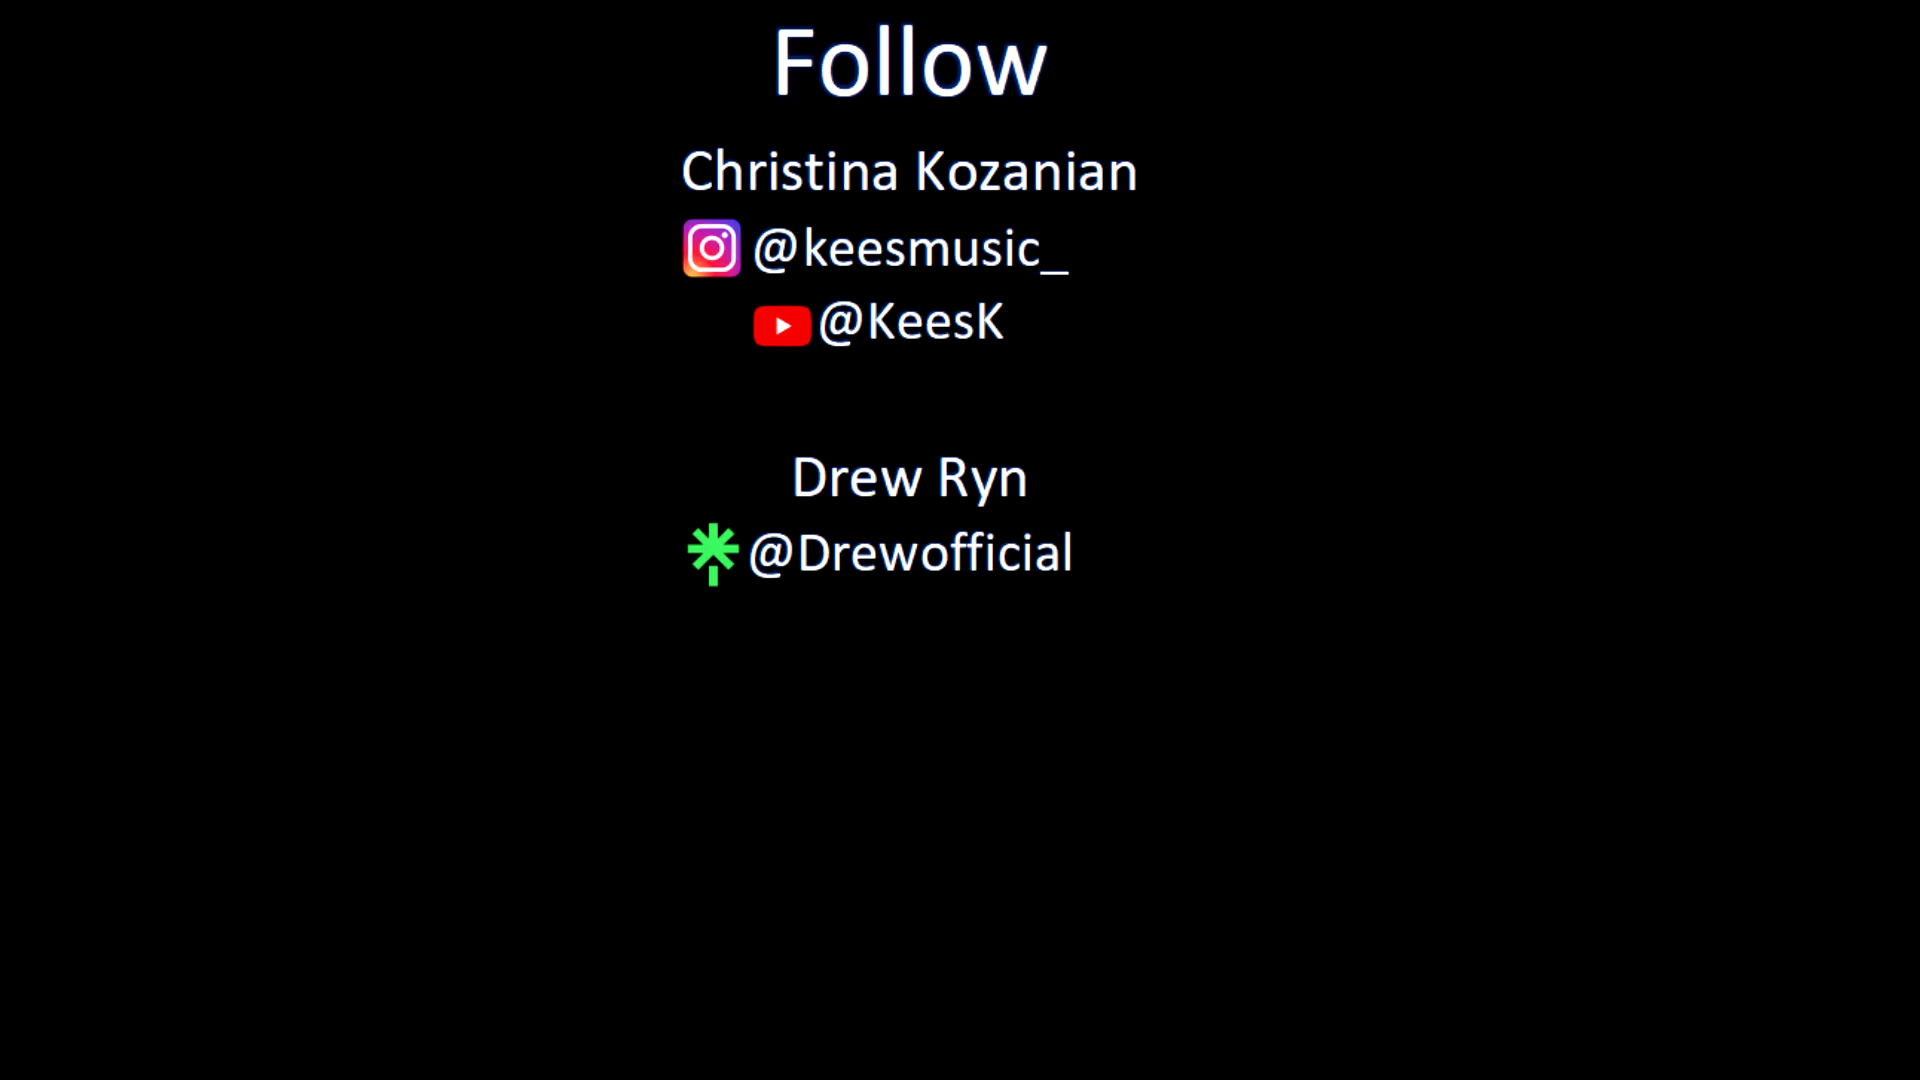 Follow
Christina Kozanian
@keesmusic_
@KeesK
Drew Ryn
@Drewofficial